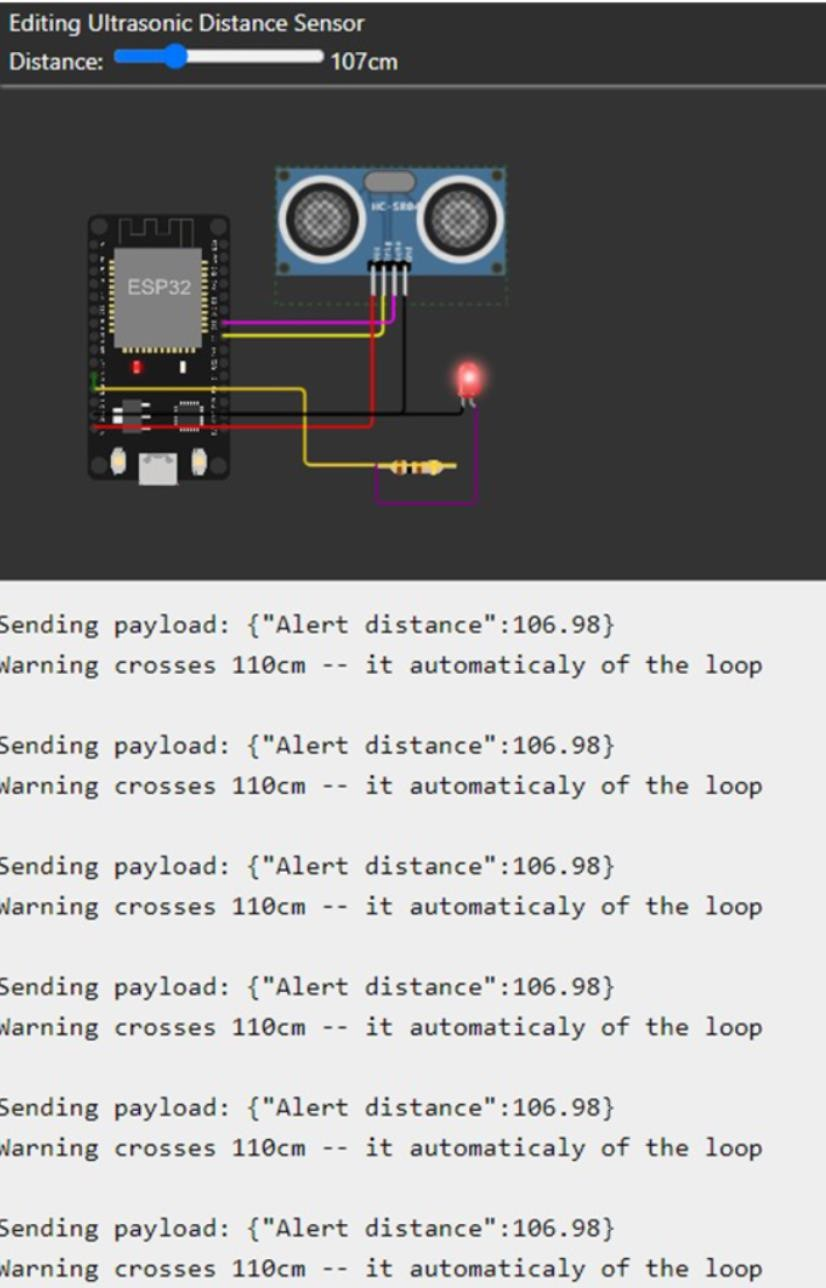 Editing Ultrasonic Distance Sensor
Distance: 107cm
HC-SR04
ESP32
Sending payload: {"Alert distance":106.98}
Warning crosses 110cm -- it automaticaly of the loop
Sending payload: {"Alert distance":106.98}
Warning crosses 110cm -- it automaticaly of the loop
Sending payload: {"Alert distance":106.98}
Warning crosses 110cm -- it automaticaly of the loop
Sending payload: {"Alert distance":106.98}
Warning crosses 110cm -- it automaticaly of the loop
Sending payload: {"Alert distance":106.98}
Warning crosses 110cm -- it automaticaly of the loop
Sending payload: {"Alert distance":106.98}
Warning crosses 110cm -- it automaticaly of the loop